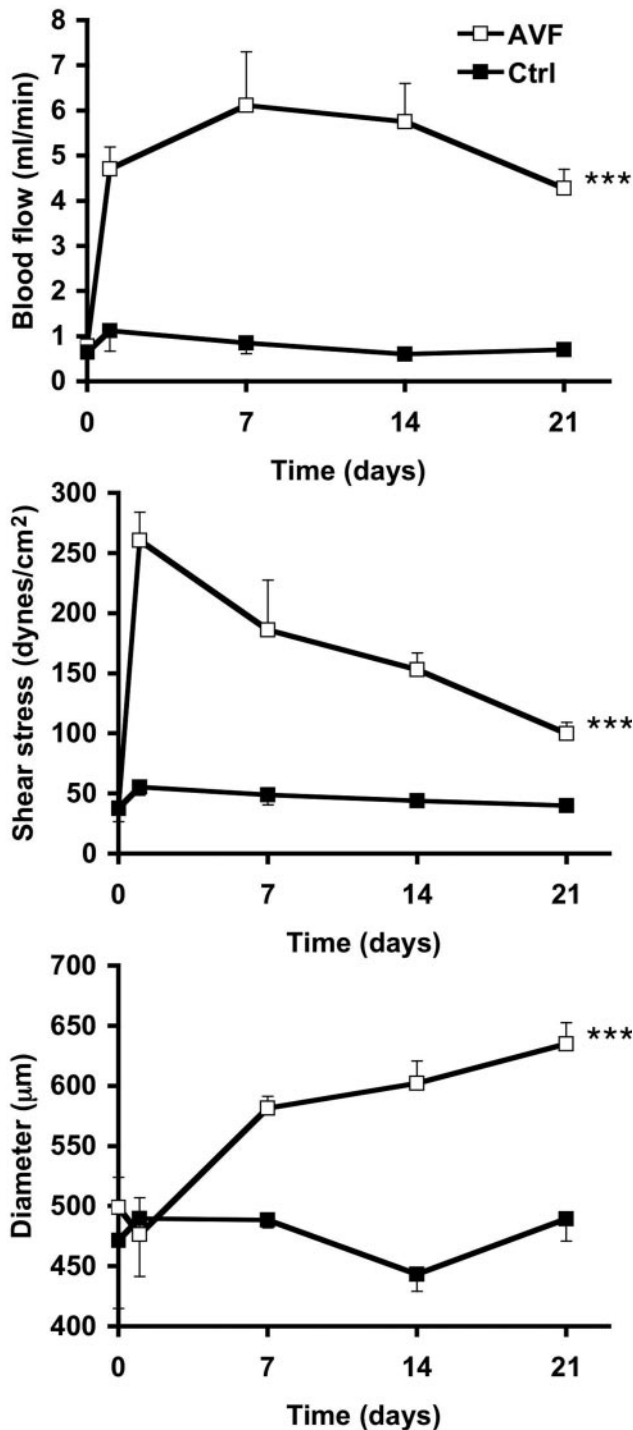 8
7
6
5
4
3
2
1
0
Blood flow (ml/min)
AVF
Ctrl
***
0 7 14 21
Time (days)
300
250
200
150
100
50
0
Shear stress (dynes/cm²)
***
0 7 14 21
Time (days)
700
650
600
550
500
450
400
Diameter (μm)
***
0 7 14 21
Time (days)